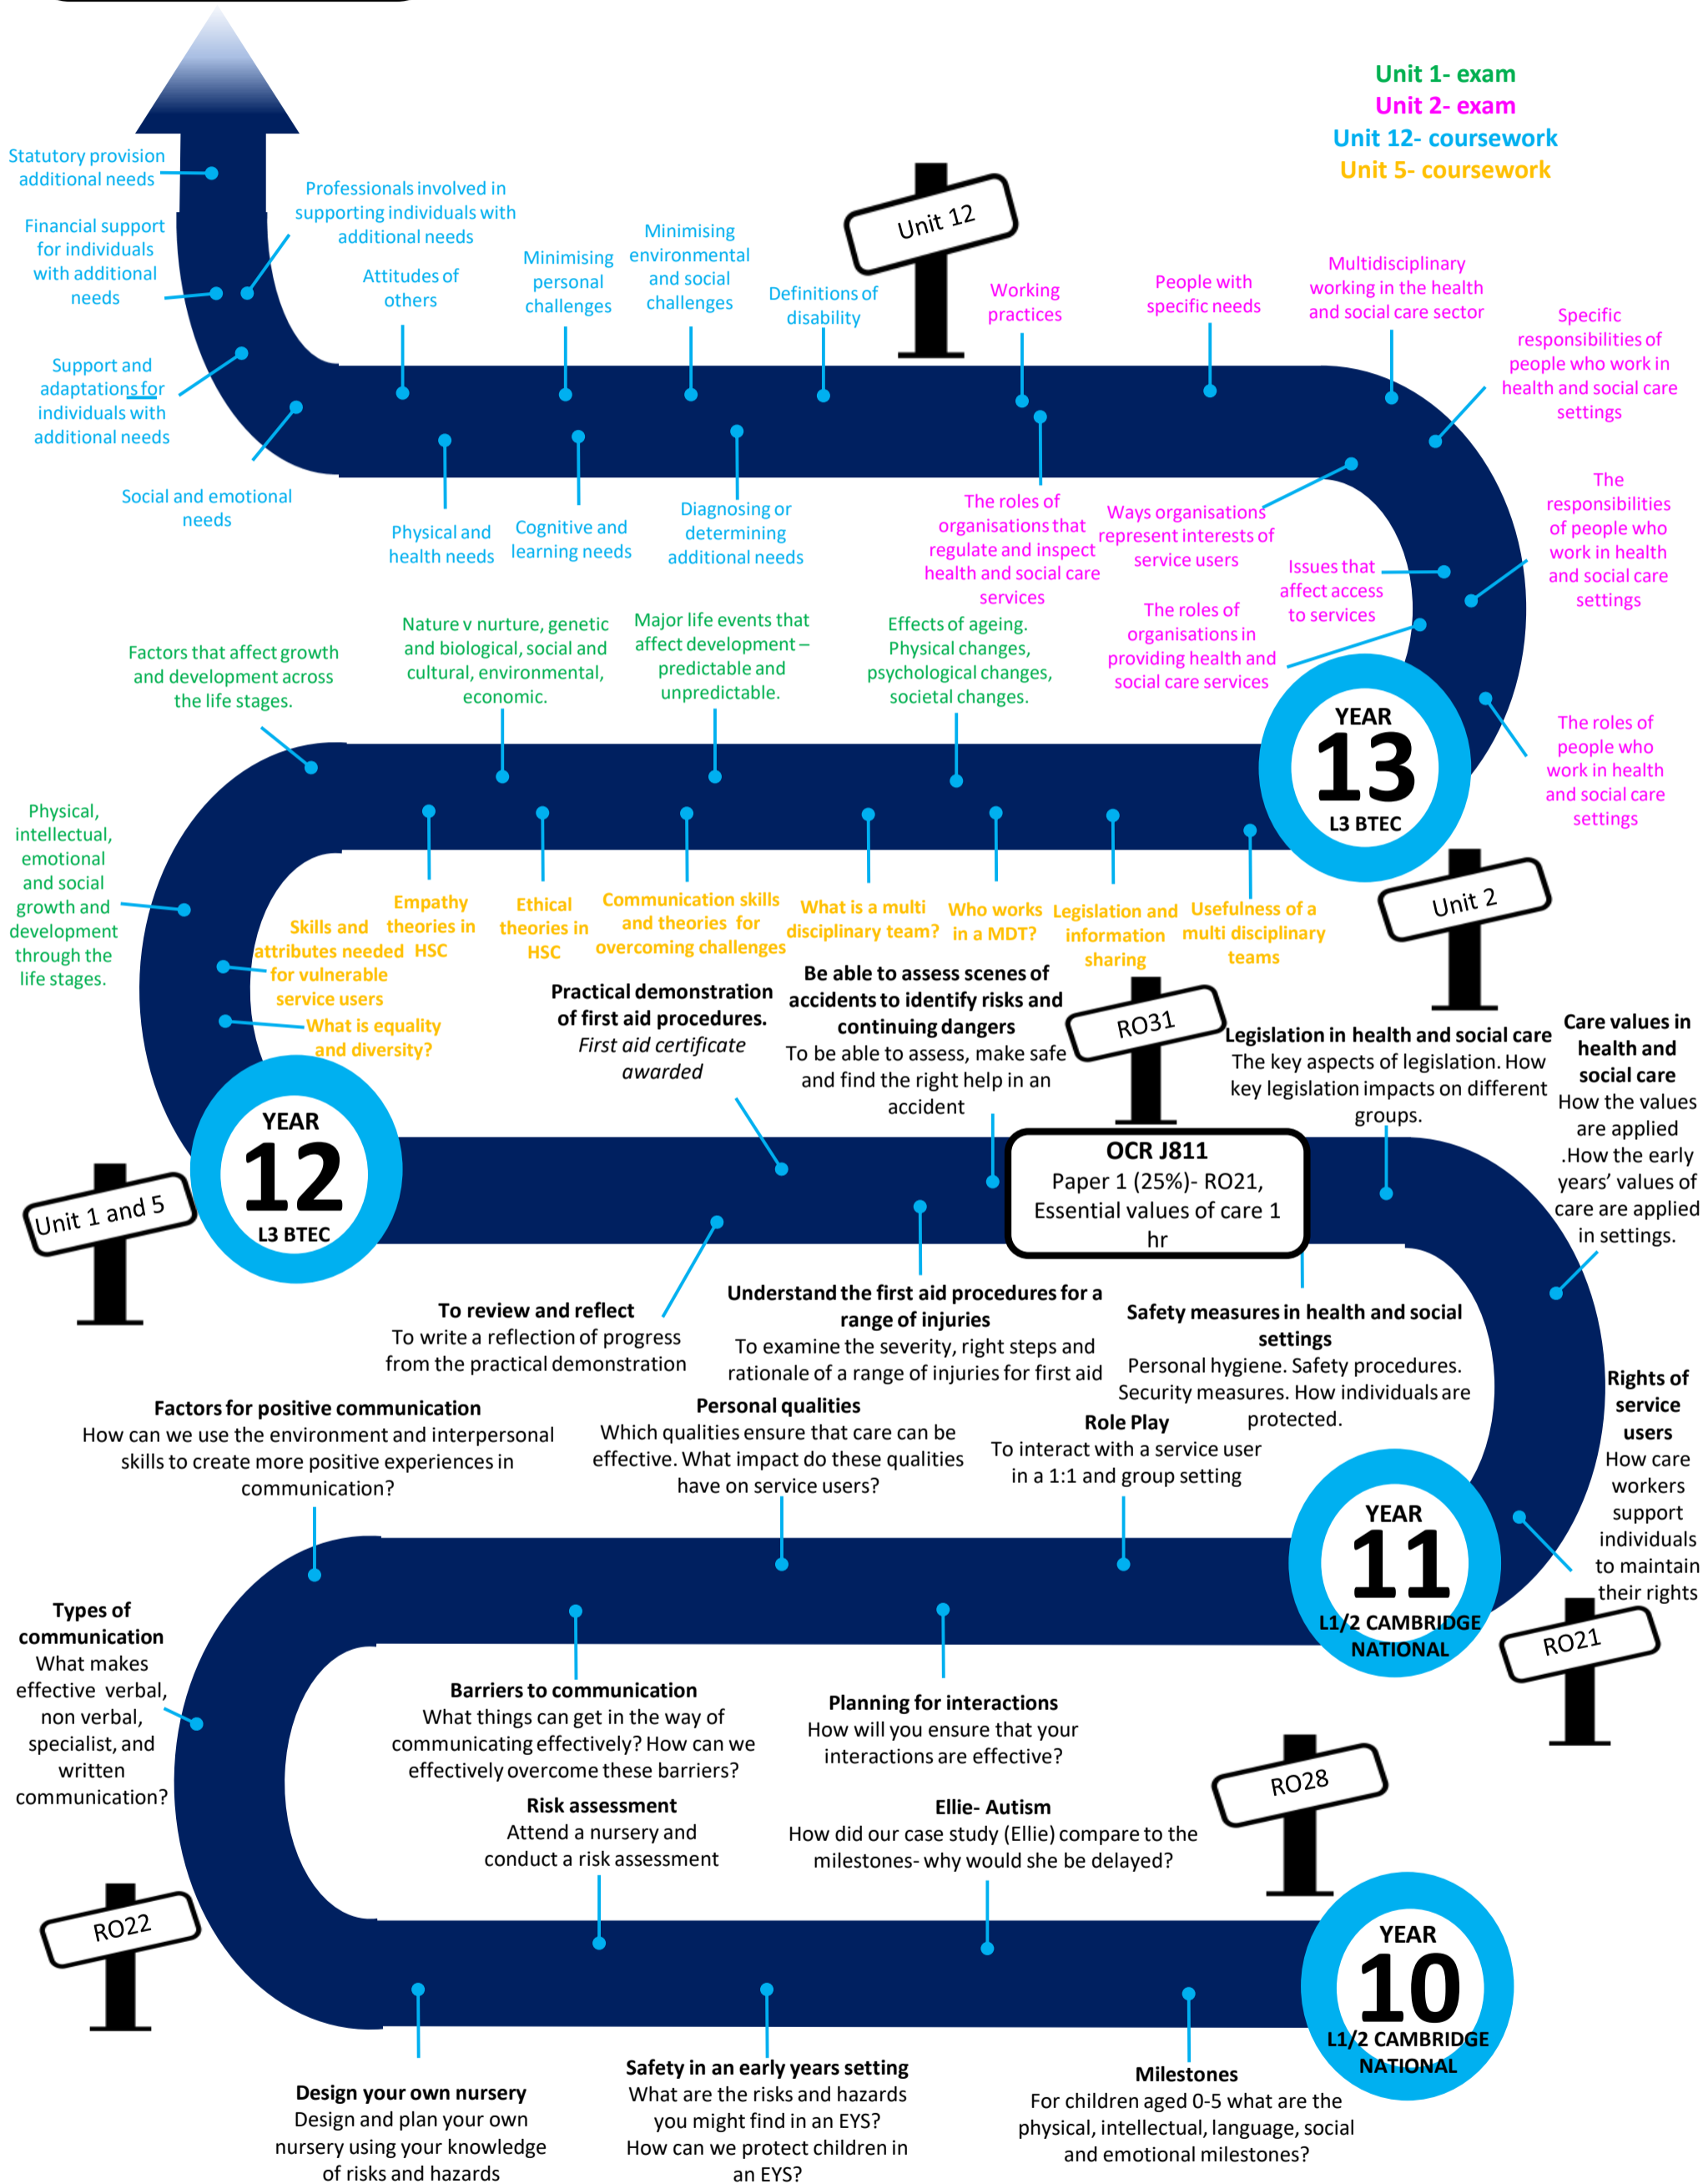 Unit 1- exam
Unit 2- exam
Unit 12- coursework
Unit 5- coursework
Statutory provision
additional needs
Professionals involved in
supporting individuals with
additional needs
Financial support
for individuals
with additional
needs
Attitudes of
others
Minimising
personal
challenges
Minimising
environmental
and social
challenges
Definitions of
disability
Unit 12
Working
practices
People with
specific needs
Multidisciplinary
working in the health
and social care sector
Specific
responsibilities of
people who work in
health and social care
settings
Support and
adaptations for
individuals with
additional needs
Social and emotional
needs
Physical and
health needs
Cognitive and
learning needs
Diagnosing or
determining
additional needs
The roles of
organisations that
regulate and inspect
health and social care
services
Ways organisations
represent interests of
service users
Issues that
affect access
to services
The
responsibilities
of people who
work in health
and social care
settings
The roles of
organisations in
providing health and
social care services
The roles of
people who
work in health
and social care
settings
Factors that affect growth
and development across
the life stages.
Nature v nurture, genetic
and biological, social and
cultural, environmental,
economic.
Major life events that
affect development –
predictable and
unpredictable.
Effects of ageing.
Physical changes,
psychological changes,
societal changes.
YEAR
13
L3 BTEC
Unit 2
Physical,
intellectual,
emotional
and social
growth and
development
through the
life stages.
Skills and
attributes needed
for vulnerable
service users
Empathy
theories in
HSC
Ethical
theories in
HSC
Communication skills
and theories for
overcoming challenges
What is a multi
disciplinary team?
Who works
in a MDT?
Legislation and
information
sharing
Usefulness of a
multi disciplinary
teams
What is equality
and diversity?
Practical demonstration
of first aid procedures.
First aid certificate
awarded
Be able to assess scenes of
accidents to identify risks and
continuing dangers
To be able to assess, make safe
and find the right help in an
accident
RO31
Legislation in health and social care
The key aspects of legislation. How
key legislation impacts on different
groups.
Care values in
health and
social care
How the values
are applied
.How the early
years' values of
care are applied
in settings.
YEAR
12
L3 BTEC
Unit 1 and 5
OCR J811
Paper 1 (25%)- RO21,
Essential values of care 1
hr
To review and reflect
To write a reflection of progress
from the practical demonstration
Understand the first aid procedures for a
range of injuries
To examine the severity, right steps and
rationale of a range of injuries for first aid
Safety measures in health and social
settings
Personal hygiene. Safety procedures.
Security measures. How individuals are
protected.
Rights of
service
users
How care
workers
support
individuals
to maintain
their rights
Factors for positive communication
How can we use the environment and interpersonal
skills to create more positive experiences in
communication?
Personal qualities
Which qualities ensure that care can be
effective. What impact do these qualities
have on service users?
Role Play
To interact with a service user
in a 1:1 and group setting
YEAR
11
L1/2 CAMBRIDGE
NATIONAL
RO21
Types of
communication
What makes
effective verbal,
non verbal,
specialist, and
written
communication?
Barriers to communication
What things can get in the way of
communicating effectively? How can we
effectively overcome these barriers?
Planning for interactions
How will you ensure that your
interactions are effective?
RO28
Risk assessment
Attend a nursery and
conduct a risk assessment
Ellie- Autism
How did our case study (Ellie) compare to the
milestones- why would she be delayed?
RO22
YEAR
10
L1/2 CAMBRIDGE
NATIONAL
Design your own nursery
Design and plan your own
nursery using your knowledge
of risks and hazards
Safety in an early years setting
What are the risks and hazards
you might find in an EYS?
How can we protect children in
an EYS?
Milestones
For children aged 0-5 what are the
physical, intellectual, language, social
and emotional milestones?